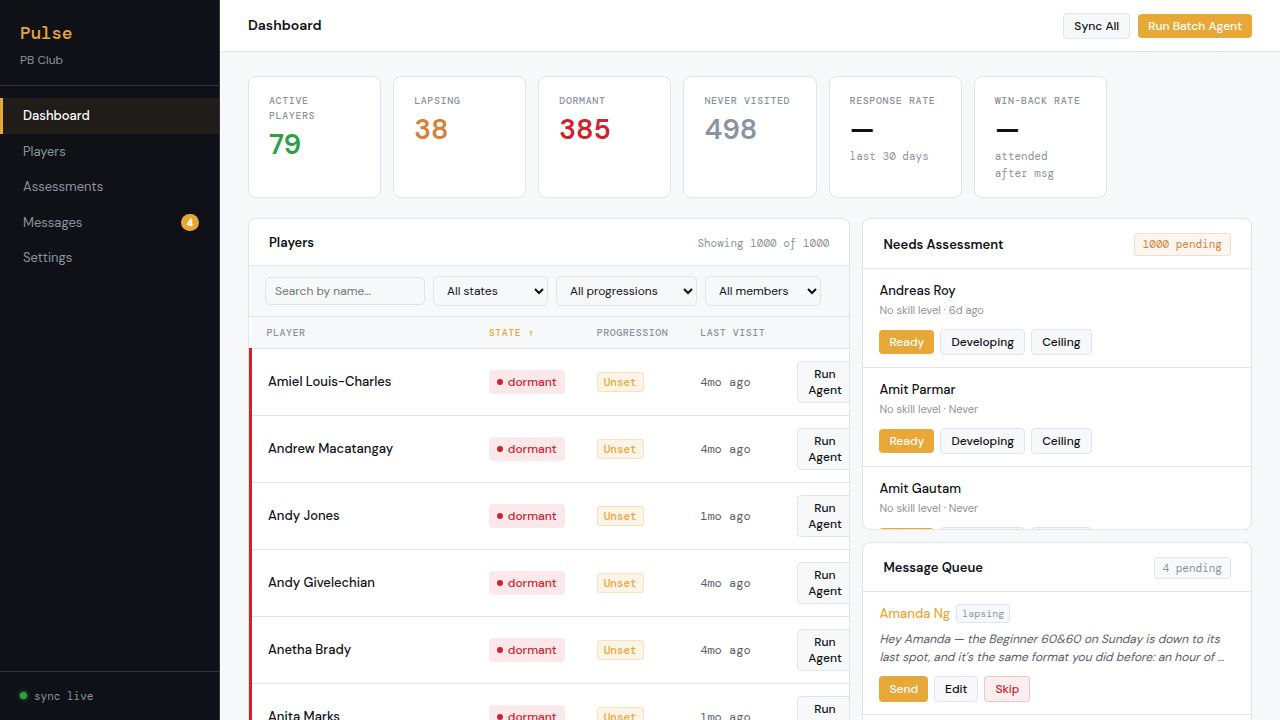 Pulse
PB Club
Dashboard
Players
Assessments
Messages 4
Settings
sync live
Dashboard
Sync All
Run Batch Agent
ACTIVE
PLAYERS
79
LAPSING
38
DORMANT
385
NEVER VISITED
498
RESPONSE RATE
—
last 30 days
WIN-BACK RATE
—
attended
after msg
Players
Showing 1000 of 1000
Search by name…
All states
All progressions
All members
PLAYER STATE ↑ PROGRESSION LAST VISIT
Amiel Louis-Charles dormant Unset 4mo ago Run
Agent
Andrew Macatangay dormant Unset 4mo ago Run
Agent
Andy Jones dormant Unset 1mo ago Run
Agent
Andy Givelechian dormant Unset 4mo ago Run
Agent
Anetha Brady dormant Unset 4mo ago Run
Agent
Anita Marks dormant Unset 1mo ago Run
Needs Assessment
1000 pending
Andreas Roy
No skill level · 6d ago
Ready Developing Ceiling
Amit Parmar
No skill level · Never
Ready Developing Ceiling
Amit Gautam
No skill level · Never
Message Queue
4 pending
Amanda Ng lapsing
Hey Amanda — the Beginner 60&60 on Sunday is down to its
last spot, and it's the same format you did before: an hour of …
Send Edit Skip